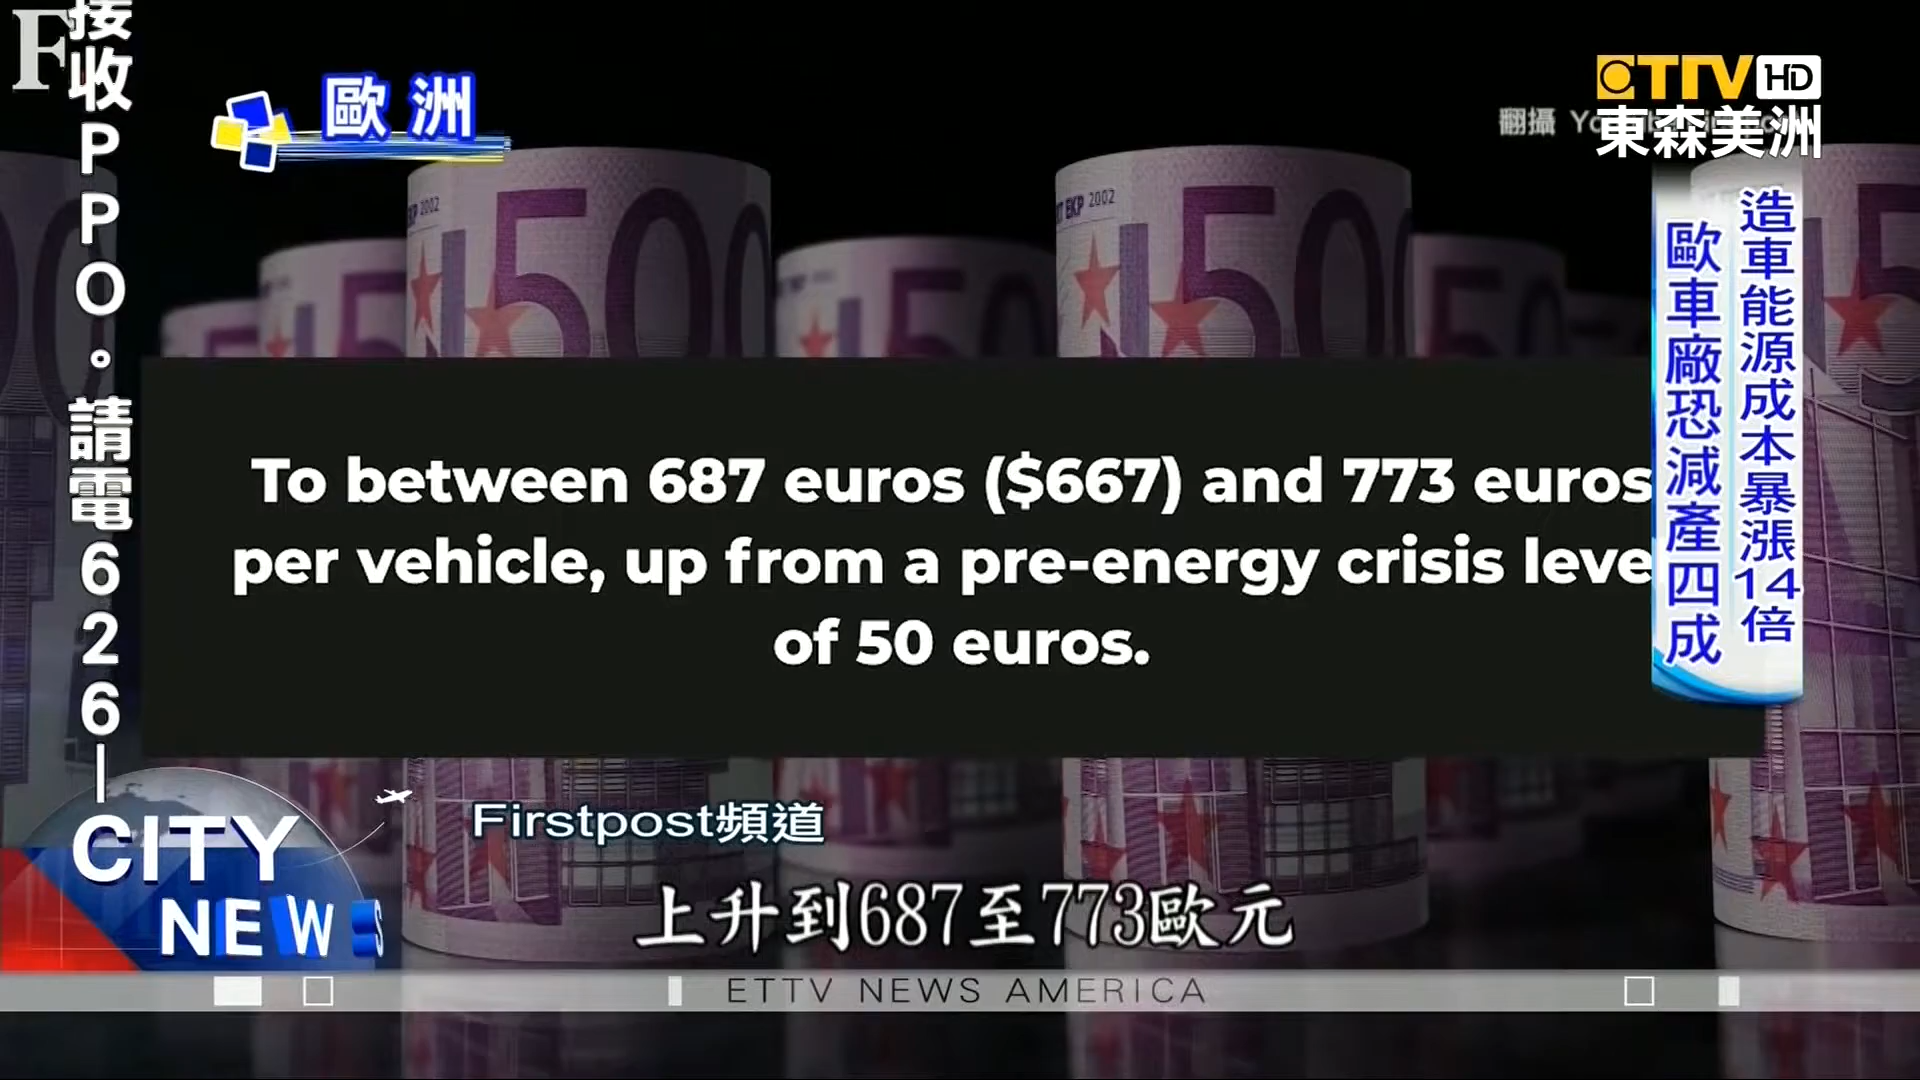 F
接收PPO。請電626-
歐洲
ETTV HD
東森美洲
翻攝
造車能源成本暴漲14倍
歐車廠恐減產四成
To between 687 euros ($667) and 773 euros
per vehicle, up from a pre-energy crisis leve
of 50 euros.
CITY
NEWS
Firstpost頻道
上升到687至773歐元
ETTV NEWS AMERICA